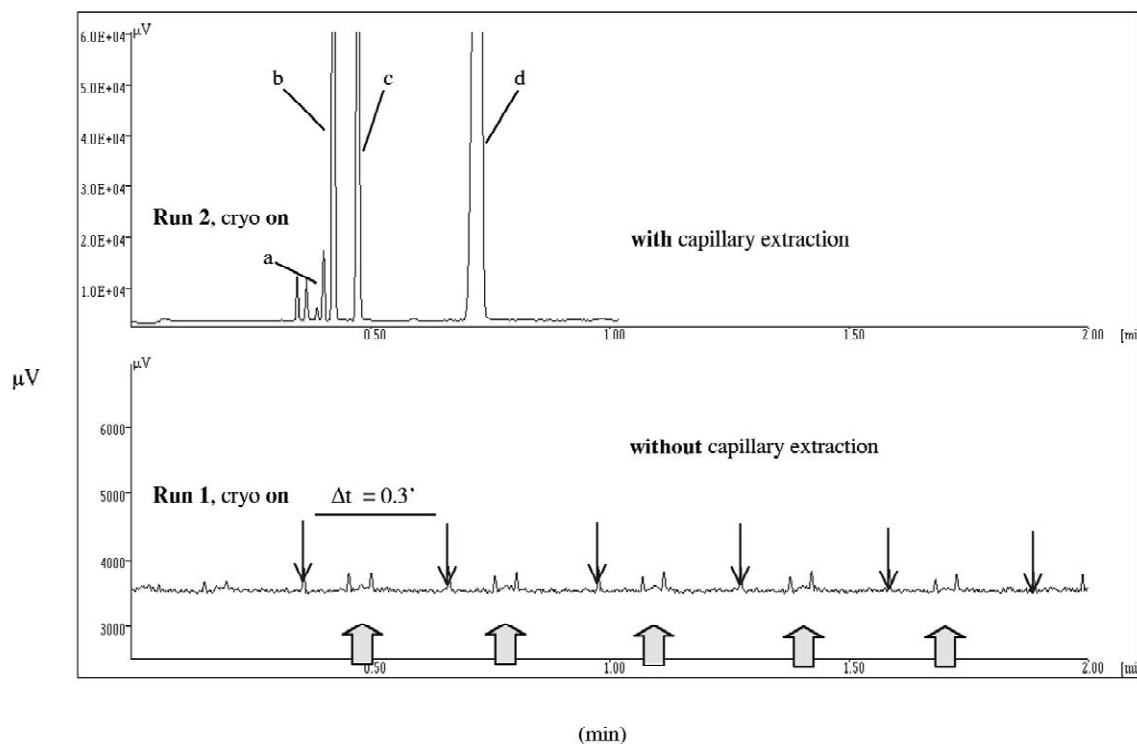 µV
6.0E+04
b
c
d
5.0E+04
4.0E+04
3.0E+04
Run 2, cryo on
2.0E+04
with capillary extraction
a
1.0E+04
0.50
1.00
1.50
2.00
[mi
µV
µV
6000
without capillary extraction
5000
Run 1, cryo on
Δt = 0.3'
4000
3000
0.50
1.00
1.50
2.00
[mi
(min)